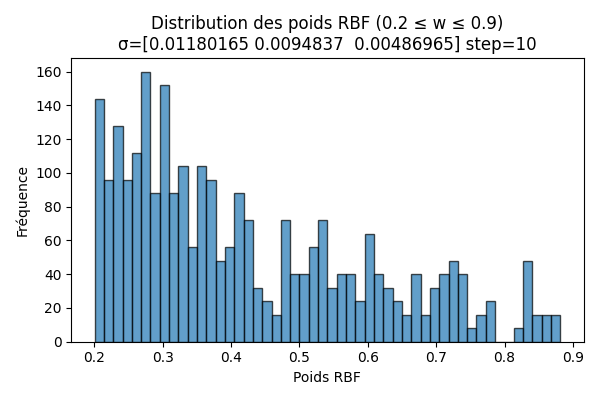 Distribution des poids RBF (0.2 ≤ w ≤ 0.9)
σ=[0.01180165 0.0094837  0.00486965] step=10
160
140
120
100
80
60
40
20
0
Fréquence
0.2 0.3 0.4 0.5 0.6 0.7 0.8 0.9
Poids RBF